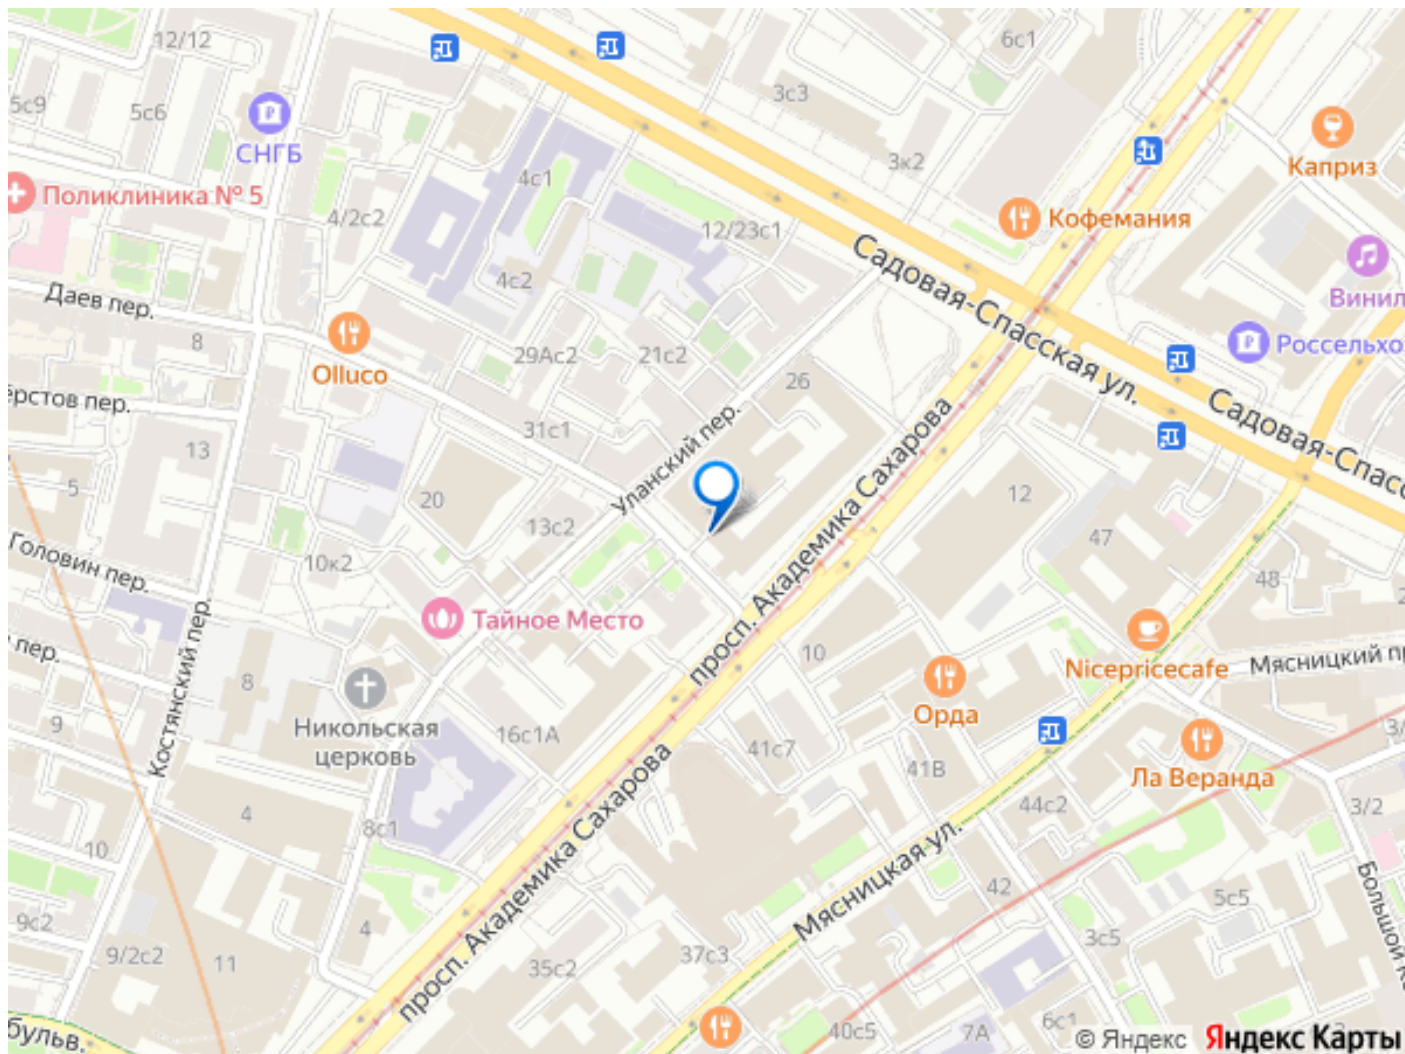 12/12
6с1
5с9
5с6
3с3
СНГБ
3к2
Каприз
Поликлиника № 5
4с1
4/2с2
12/23с1
Кофемания
Садовая-Спасская ул.
4с2
Винил
Даев пер.
8
29Ас2
21с2
Россельхо
Olluco
26
Садовая-Спасс
ёрстов пер.
31с1
Уланский пер.
просп. Академика Сахарова
13
5
20
13с2
12
47
Головин пер.
10к2
48
2
Тайное Место
Костянский пер.
пер.
8
10
Nicepricecafe
Мясницкий п
Орда
Никольская
церковь
9
16с1А
41с7
41В
Ла Веранда
3/
просп. Академика Сахарова
4
8с1
44с2
3/2
Мясницкая ул.
10
42
5с5
Большой К
9с2
4
3с5
9/2с2
11
35с2
37с3
бульв.
40с5
7А
6с1
© Яндекс Яндекс Карты